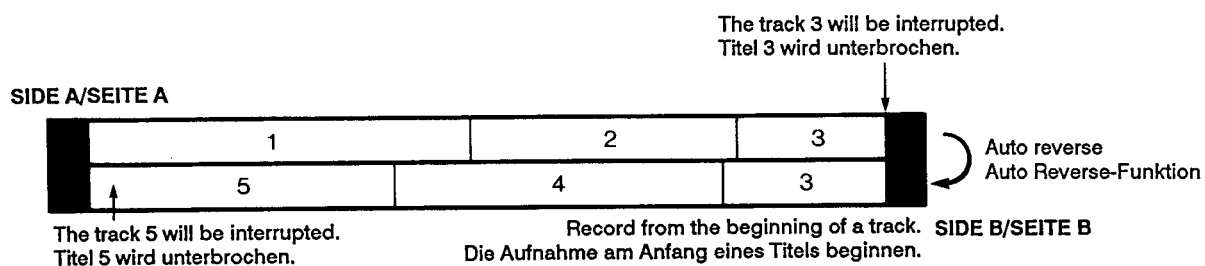 The track 3 will be interrupted.
Titel 3 wird unterbrochen.
SIDE A/SEITE A
1 2 3
Auto reverse
Auto Reverse-Funktion
5 4 3
The track 5 will be interrupted.
Titel 5 wird unterbrochen.
Record from the beginning of a track.
Die Aufnahme am Anfang eines Titels beginnen.
SIDE B/SEITE B